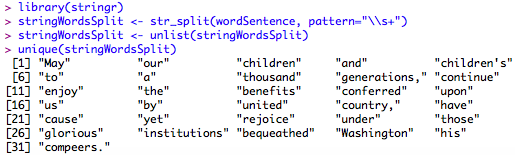 > library(stringr)
> stringWordsSplit <- str_split(wordSentence, pattern="\\s+")
> stringWordsSplit <- unlist(stringWordsSplit)
> unique(stringWordsSplit)
[1] "May" "our" "children" "and" "children's"
[6] "to" "a" "thousand" "generations," "continue"
[11] "enjoy" "the" "benefits" "conferred" "upon"
[16] "us" "by" "united" "country," "have"
[21] "cause" "yet" "rejoice" "under" "those"
[26] "glorious" "institutions" "bequeathed" "Washington" "his"
[31] "compeers."